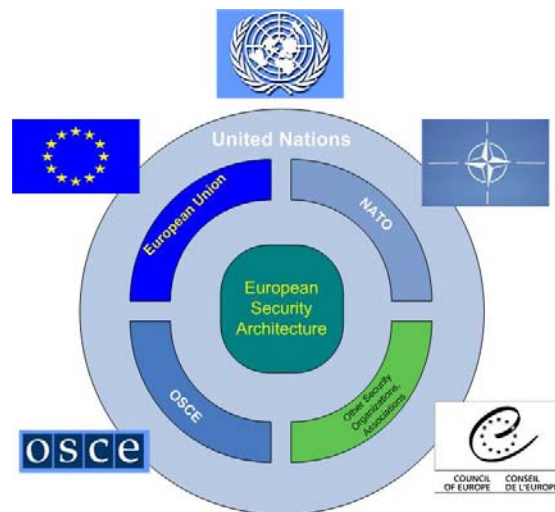 United Nations
European Union
NATO
European
Security
Architecture
OSCE
Other Security
Organizations,
Associations
osce
COUNCIL CONSEIL
OF EUROPE DE L'EUROPE